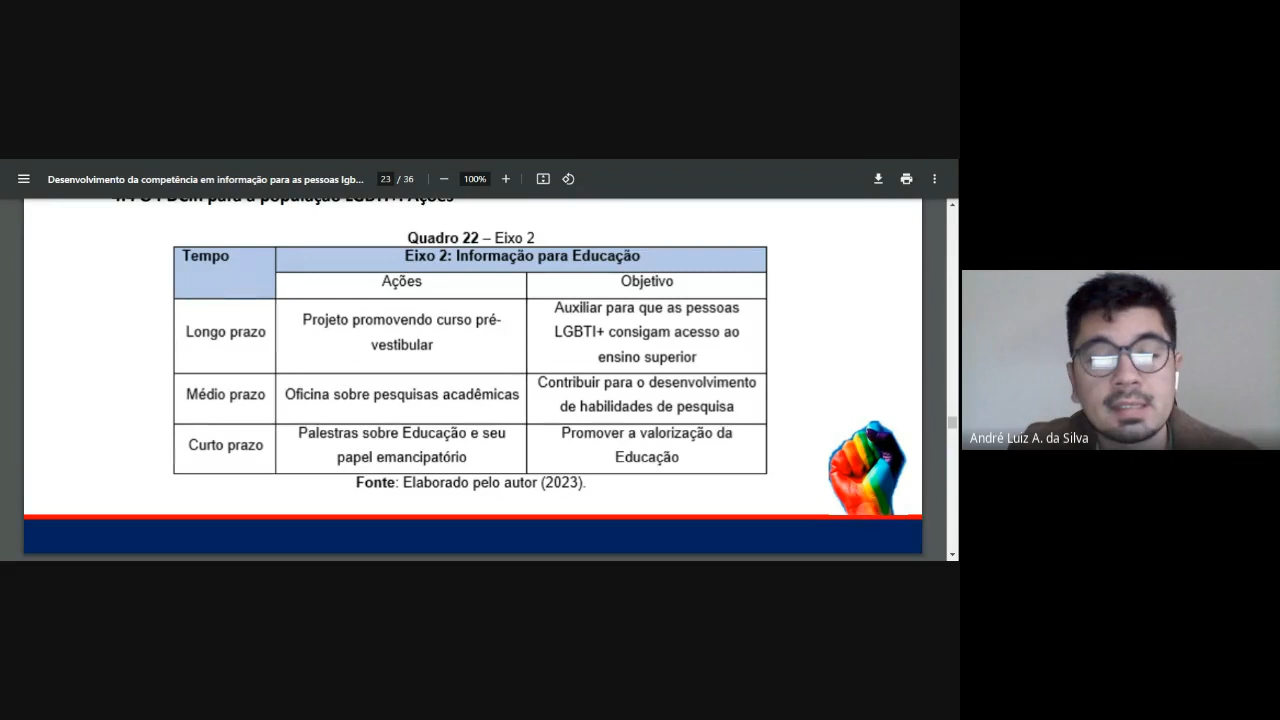 Desenvolvimento da competência em informação para as pessoas lgb...
23 / 36
100%
para a população LGBTI+: Ações
Quadro 22 – Eixo 2
Tempo
Eixo 2: Informação para Educação
Ações
Objetivo
Longo prazo
Projeto promovendo curso pré-
vestibular
Auxiliar para que as pessoas
LGBTI+ consigam acesso ao
ensino superior
Médio prazo
Oficina sobre pesquisas acadêmicas
Contribuir para o desenvolvimento
de habilidades de pesquisa
Curto prazo
Palestras sobre Educação e seu
papel emancipatório
Promover a valorização da
Educação
Fonte: Elaborado pelo autor (2023).
André Luiz A. da Silva